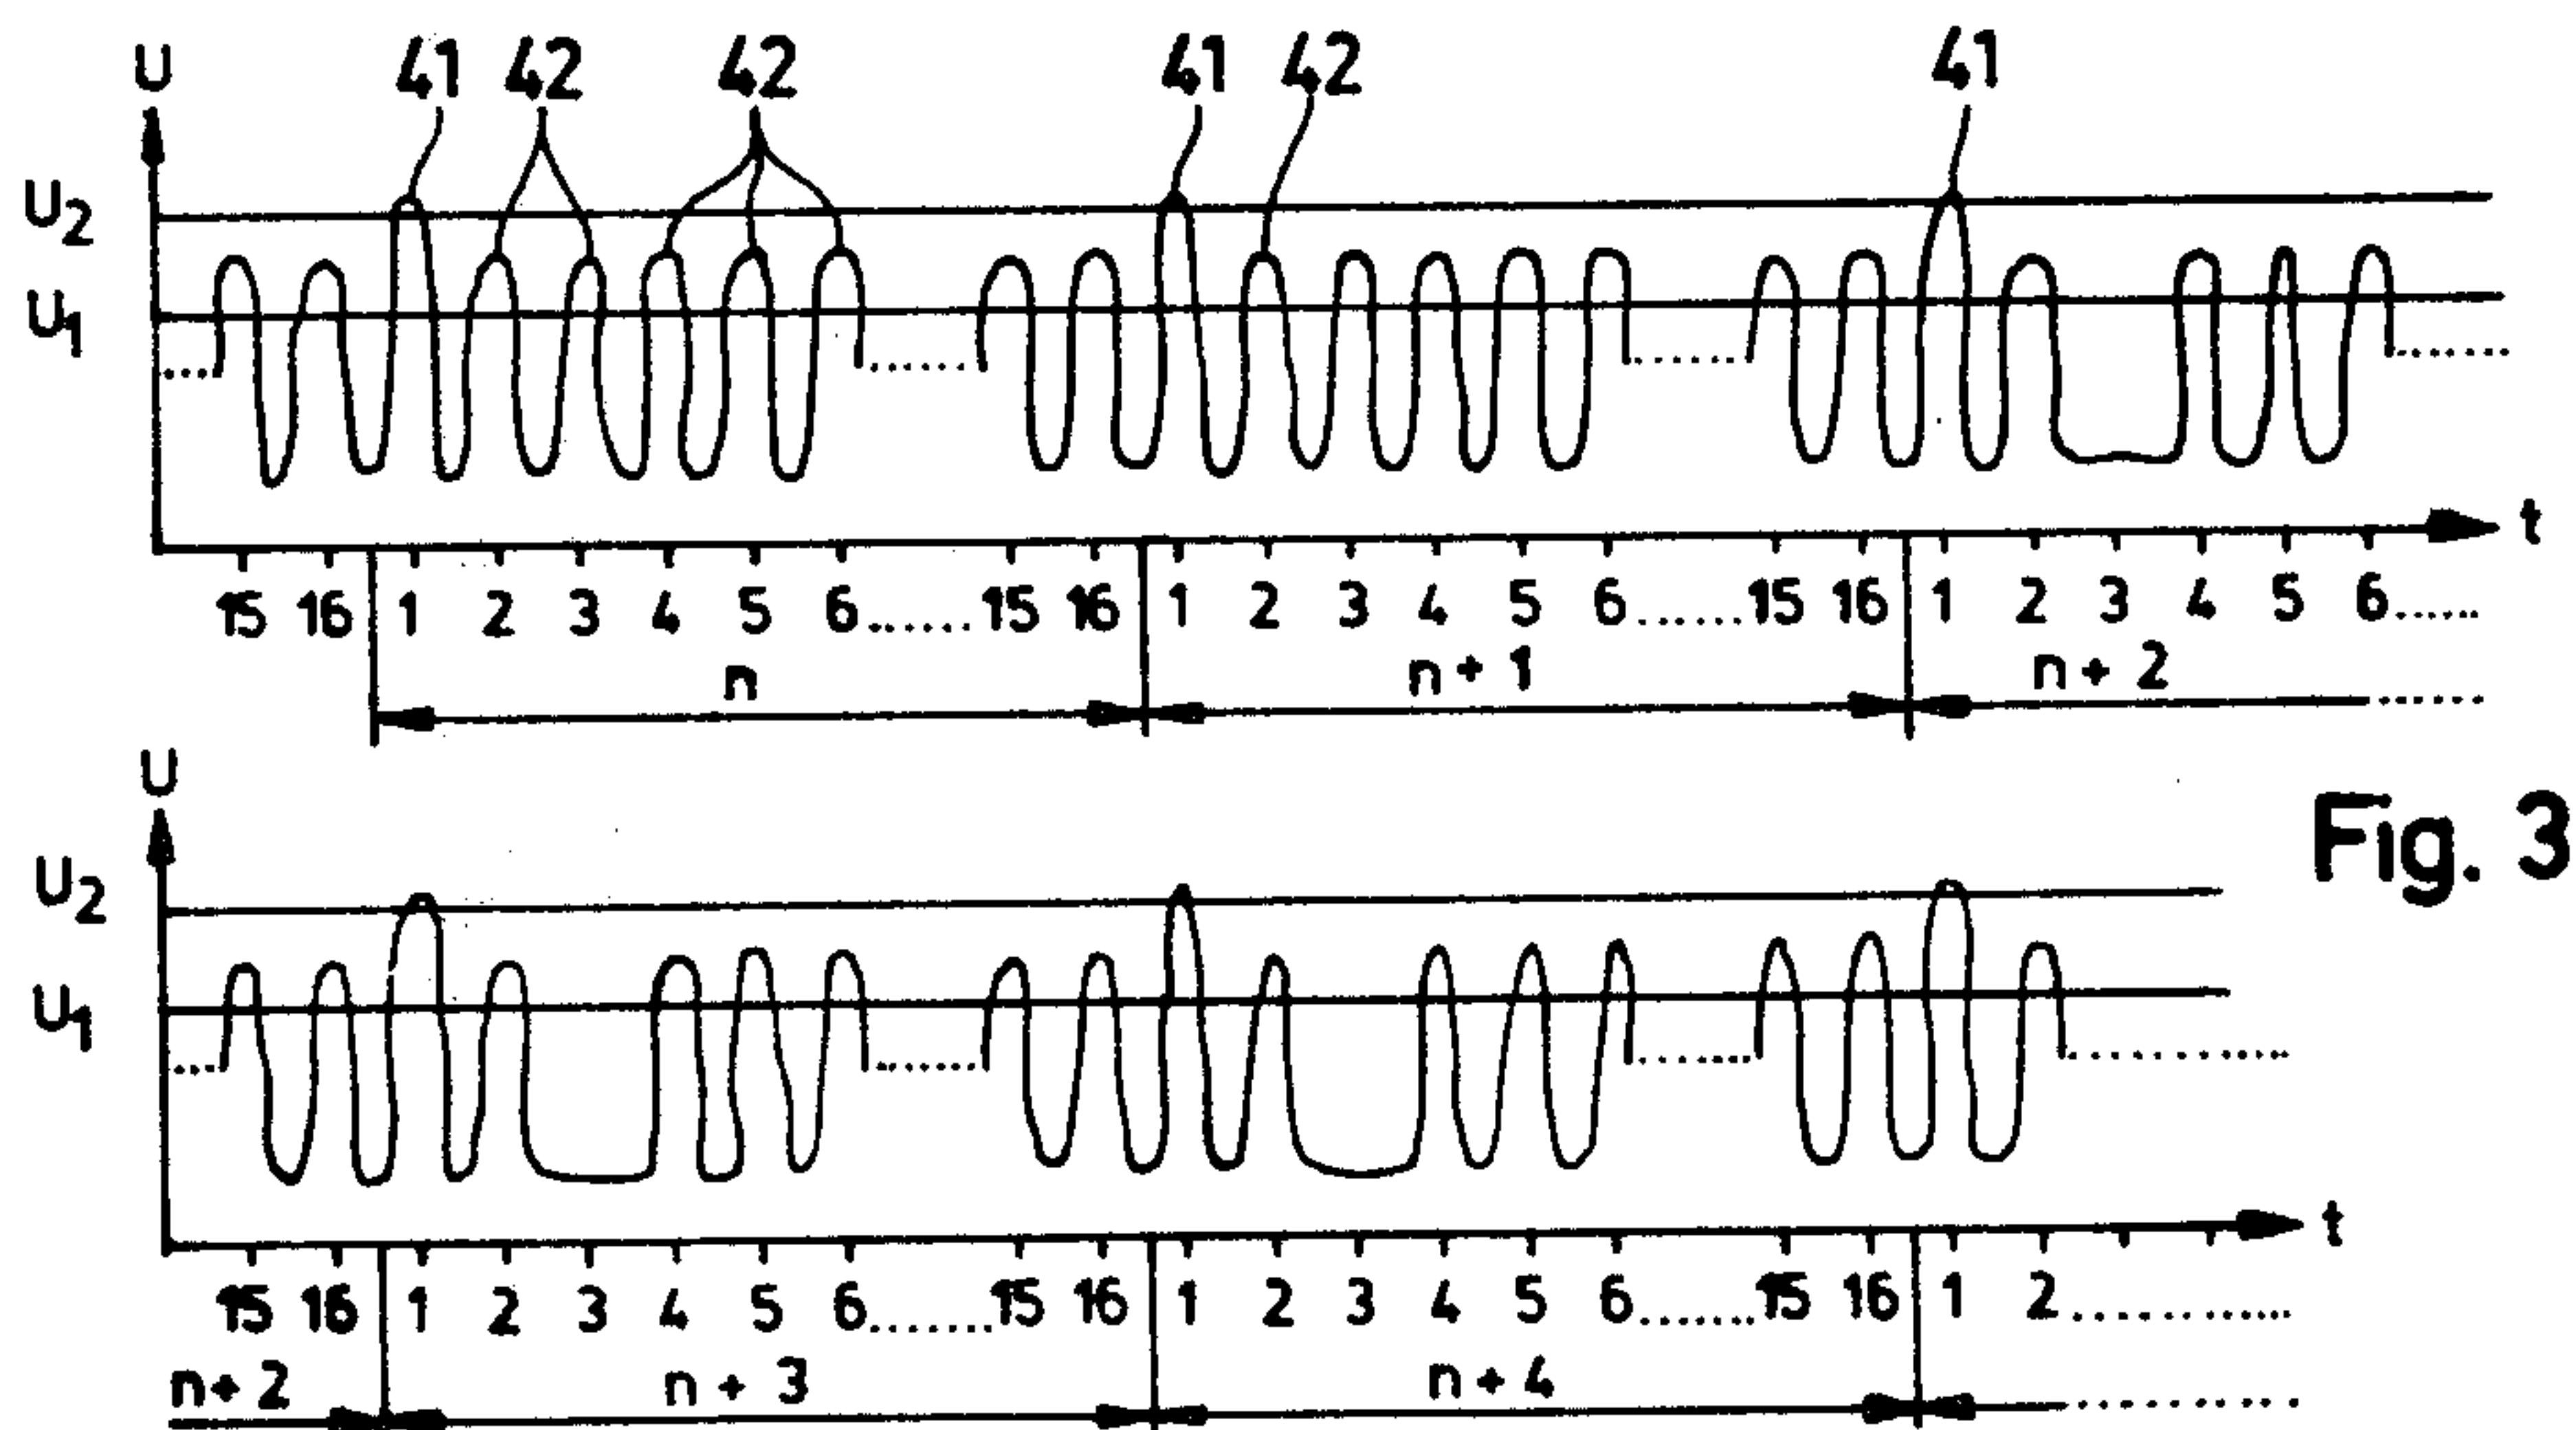 U 41 42 42 41 42 41
U2
U1
t
15 16 1 2 3 4 5 6.......15 16 1 2 3 4 5 6.......15 16 1 2 3 4 5 6......
n n + 1 n + 2
U
Fig. 3
U2
U1
t
15 16 1 2 3 4 5 6.......15 16 1 2 3 4 5 6.......15 16 1 2............
n + 2 n + 3 n + 4